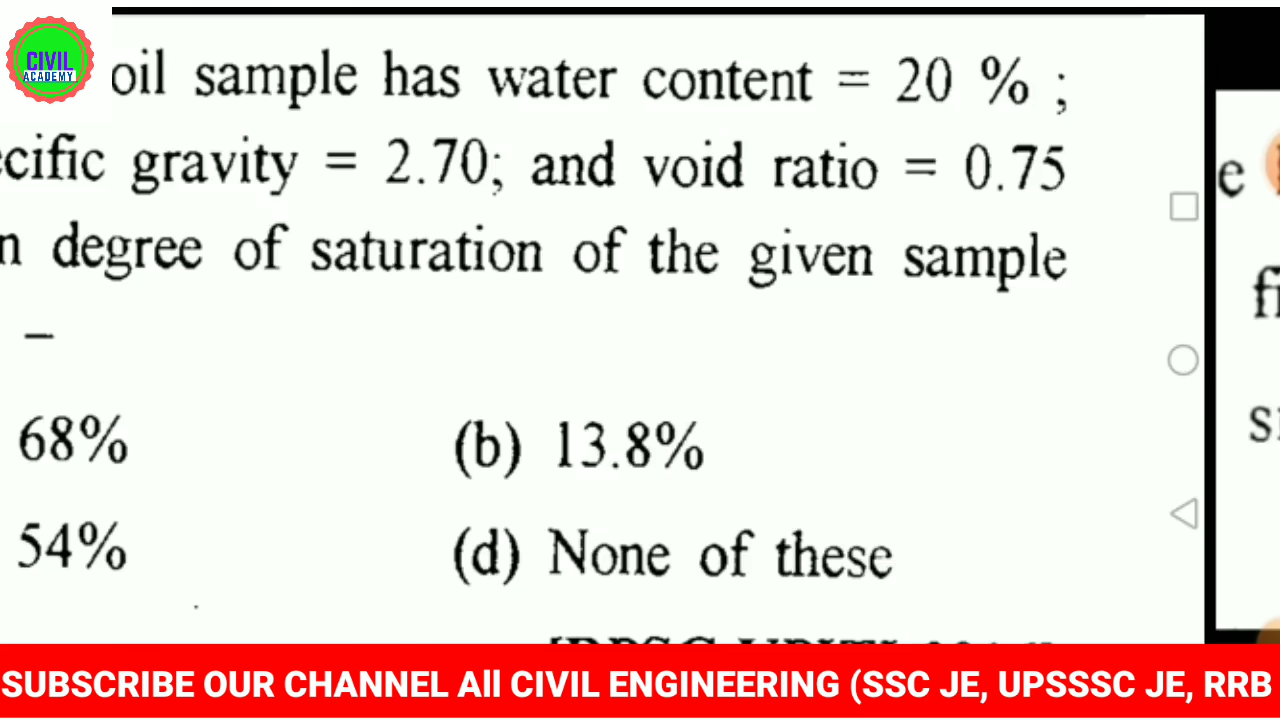 CIVIL
ACADEMY
oil sample has water content = 20 % ;
cific gravity = 2.70; and void ratio = 0.75
n degree of saturation of the given sample
–
68% (b) 13.8%
54% (d) None of these
e
fi
si
SUBSCRIBE OUR CHANNEL All CIVIL ENGINEERING (SSC JE, UPSSSC JE, RRB